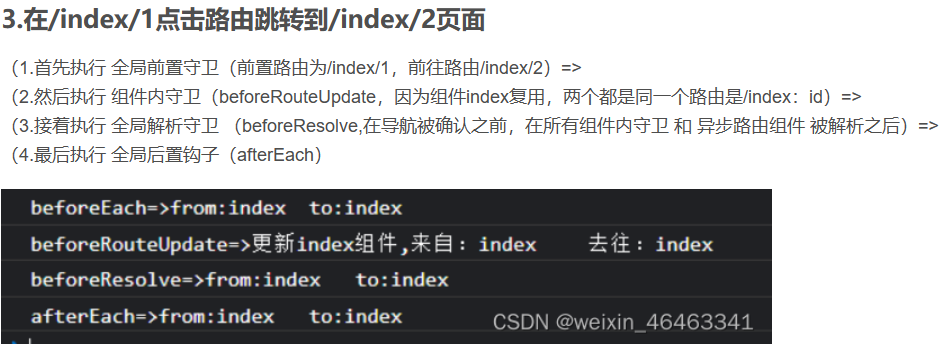 3.在/index/1点击路由跳转到/index/2页面
（1.首先执行 全局前置守卫（前置路由为/index/1，前往路由/index/2）=>
（2.然后执行 组件内守卫（beforeRouteUpdate，因为组件index复用，两个都是同一个路由是/index：id）=>
（3.接着执行 全局解析守卫 （beforeResolve,在导航被确认之前，在所有组件内守卫 和 异步路由组件 被解析之后）=>
（4.最后执行 全局后置钩子（afterEach）
beforeEach=>from:index  to:index
beforeRouteUpdate=>更新index组件,来自：index    去往：index
beforeResolve=>from:index   to:index
afterEach=>from:index   to:index
CSDN @weixin_46463341